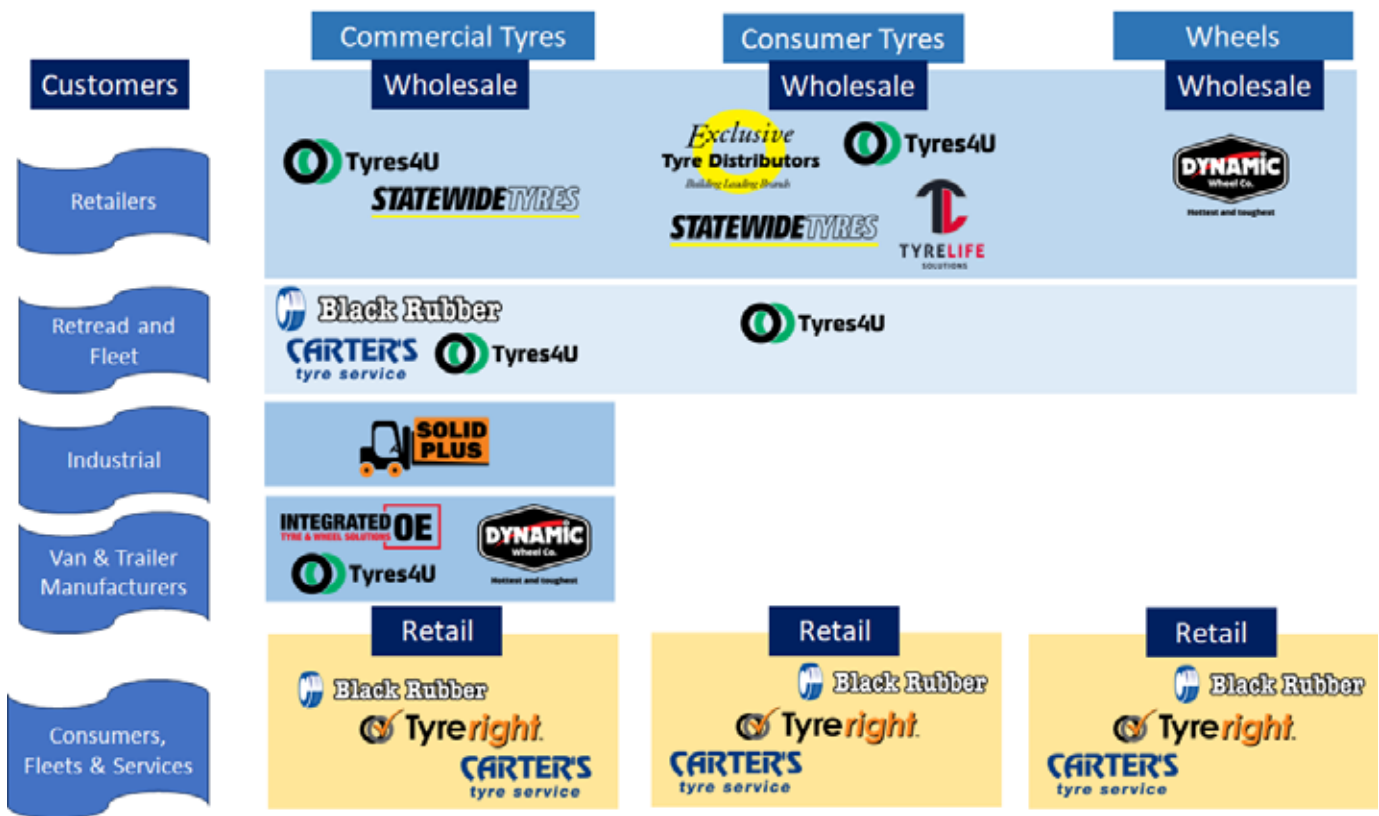 Commercial Tyres
Consumer Tyres
Wheels
Customers
Wholesale
Wholesale
Wholesale
Retailers
Tyres4U
STATEWIDETYRES
Exclusive
Tyre Distributors
Building Leading Brands
Tyres4U
STATEWIDETYRES
TYRELIFE
SOLUTIONS
DYNAMIC
Wheel Co.
Hottest and toughest
Retread and
Fleet
Black Rubber
CARTER'S
tyre service
Tyres4U
Tyres4U
Industrial
SOLID
PLUS
Van & Trailer
Manufacturers
INTEGRATED OE
TYRE & WHEEL SOLUTIONS
Tyres4U
DYNAMIC
Wheel Co.
Hottest and toughest
Retail
Retail
Retail
Consumers,
Fleets & Services
Black Rubber
Tyreright.
CARTER'S
tyre service
Black Rubber
Tyreright.
CARTER'S
tyre service
Black Rubber
Tyreright.
CARTER'S
tyre service